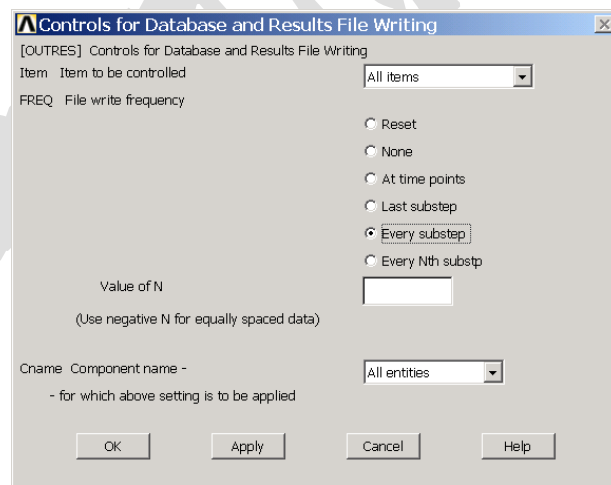 Controls for Database and Results File Writing
[OUTRES] Controls for Database and Results File Writing
Item Item to be controlled
All items
FREQ File write frequency
Reset
None
At time points
Last substep
Every substep
Every Nth substp
Value of N
(Use negative N for equally spaced data)
Cname Component name -
All entities
- for which above setting is to be applied
OK Apply Cancel Help